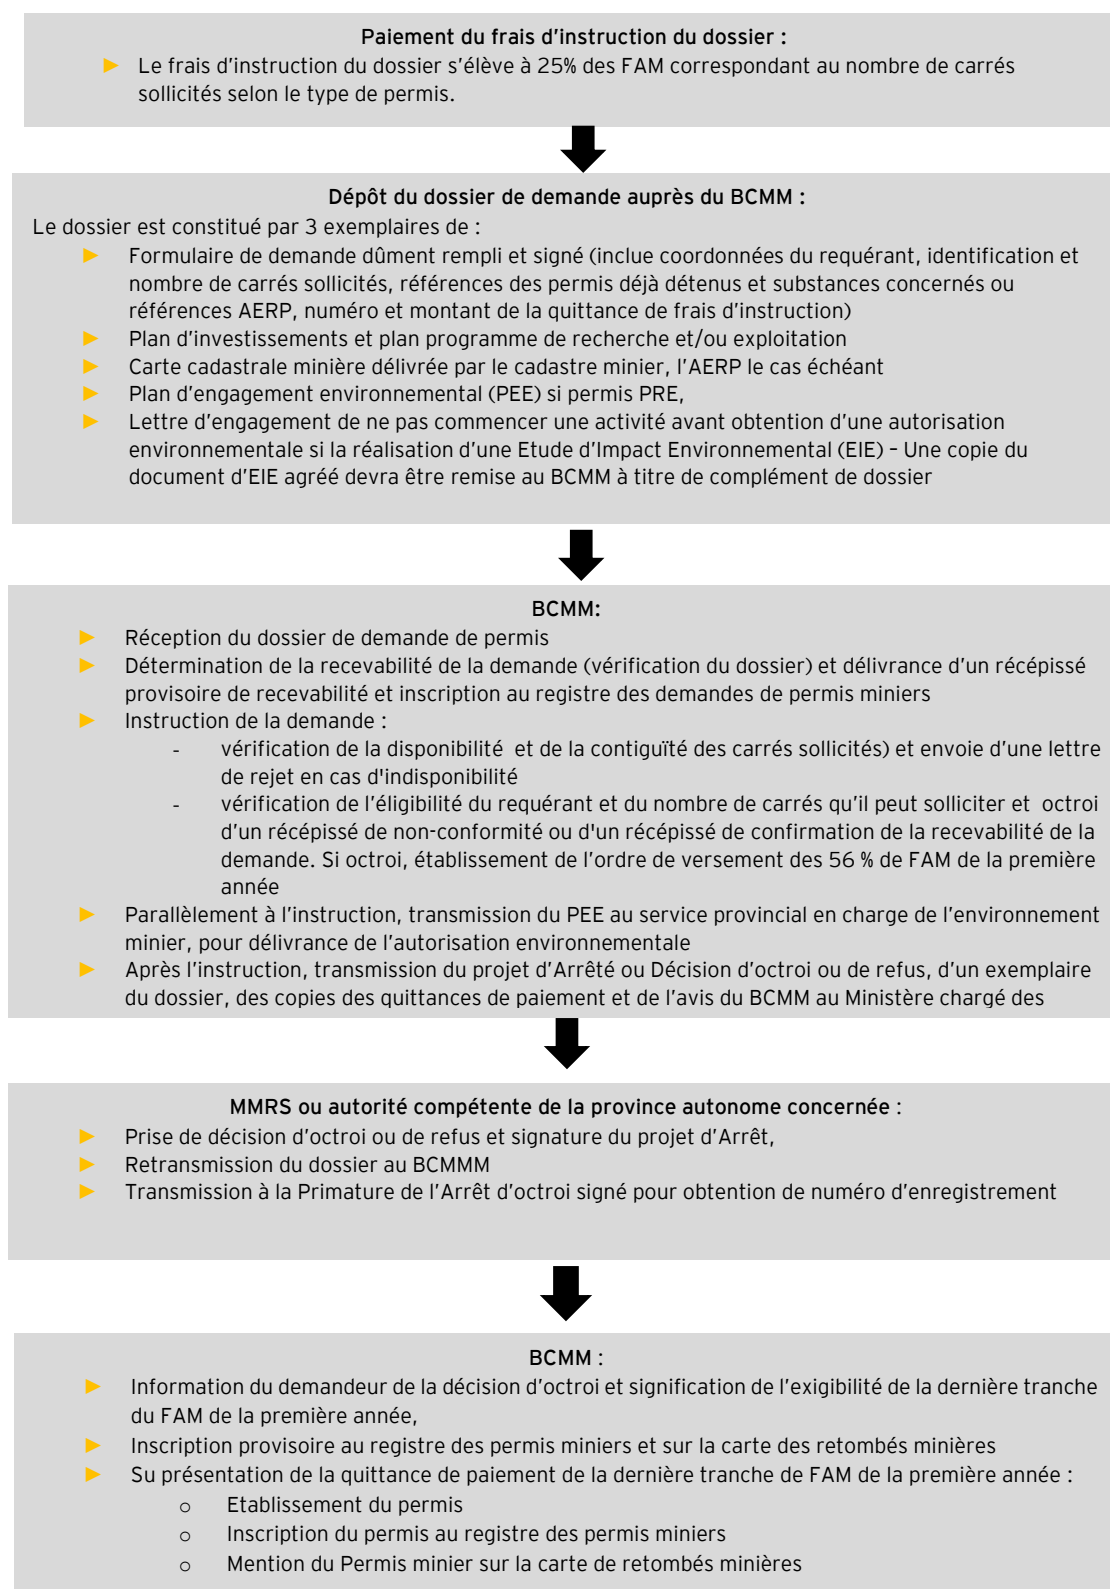 Paiement du frais d'instruction du dossier :
► Le frais d'instruction du dossier s'élève à 25% des FAM correspondant au nombre de carrés
sollicités selon le type de permis.
Dépôt du dossier de demande auprès du BCMM :
Le dossier est constitué par 3 exemplaires de :
► Formulaire de demande dûment rempli et signé (inclue coordonnées du requérant, identification et
nombre de carrés sollicités, références des permis déjà détenus et substances concernés ou
références AERP, numéro et montant de la quittance de frais d'instruction)
► Plan d'investissements et plan programme de recherche et/ou exploitation
► Carte cadastrale minière délivrée par le cadastre minier, l'AERP le cas échéant
► Plan d'engagement environnemental (PEE) si permis PRE,
► Lettre d'engagement de ne pas commencer une activité avant obtention d'une autorisation
environnementale si la réalisation d'une Etude d'Impact Environnemental (EIE) – Une copie du
document d'EIE agréé devra être remise au BCMM à titre de complément de dossier
BCMM:
► Réception du dossier de demande de permis
► Détermination de la recevabilité de la demande (vérification du dossier) et délivrance d'un récépissé
provisoire de recevabilité et inscription au registre des demandes de permis miniers
► Instruction de la demande :
- vérification de la disponibilité et de la contiguïté des carrés sollicités) et envoie d'une lettre
de rejet en cas d'indisponibilité
- vérification de l'éligibilité du requérant et du nombre de carrés qu'il peut solliciter et octroi
d'un récépissé de non-conformité ou d'un récépissé de confirmation de la recevabilité de la
demande. Si octroi, établissement de l'ordre de versement des 56 % de FAM de la première
année
► Parallèlement à l'instruction, transmission du PEE au service provincial en charge de l'environnement
minier, pour délivrance de l'autorisation environnementale
► Après l'instruction, transmission du projet d'Arrêté ou Décision d'octroi ou de refus, d'un exemplaire
du dossier, des copies des quittances de paiement et de l'avis du BCMM au Ministère chargé des
MMRS ou autorité compétente de la province autonome concernée :
► Prise de décision d'octroi ou de refus et signature du projet d'Arrêt,
► Retransmission du dossier au BCMMM
► Transmission à la Primature de l'Arrêt d'octroi signé pour obtention de numéro d'enregistrement
BCMM :
► Information du demandeur de la décision d'octroi et signification de l'exigibilité de la dernière tranche
du FAM de la première année,
► Inscription provisoire au registre des permis miniers et sur la carte des retombés minières
► Su présentation de la quittance de paiement de la dernière tranche de FAM de la première année :
o Etablissement du permis
o Inscription du permis au registre des permis miniers
o Mention du Permis minier sur la carte de retombés minières